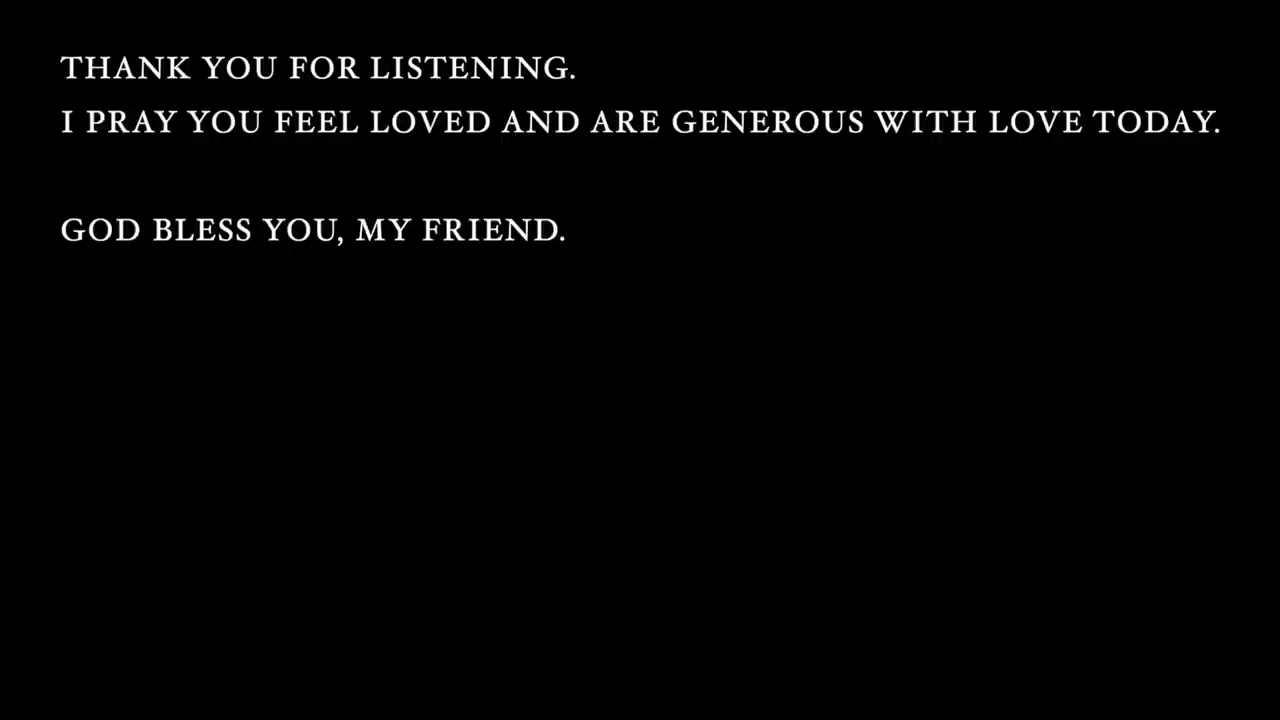 THANK YOU FOR LISTENING.
I PRAY YOU FEEL LOVED AND ARE GENEROUS WITH LOVE TODAY.
GOD BLESS YOU, MY FRIEND.